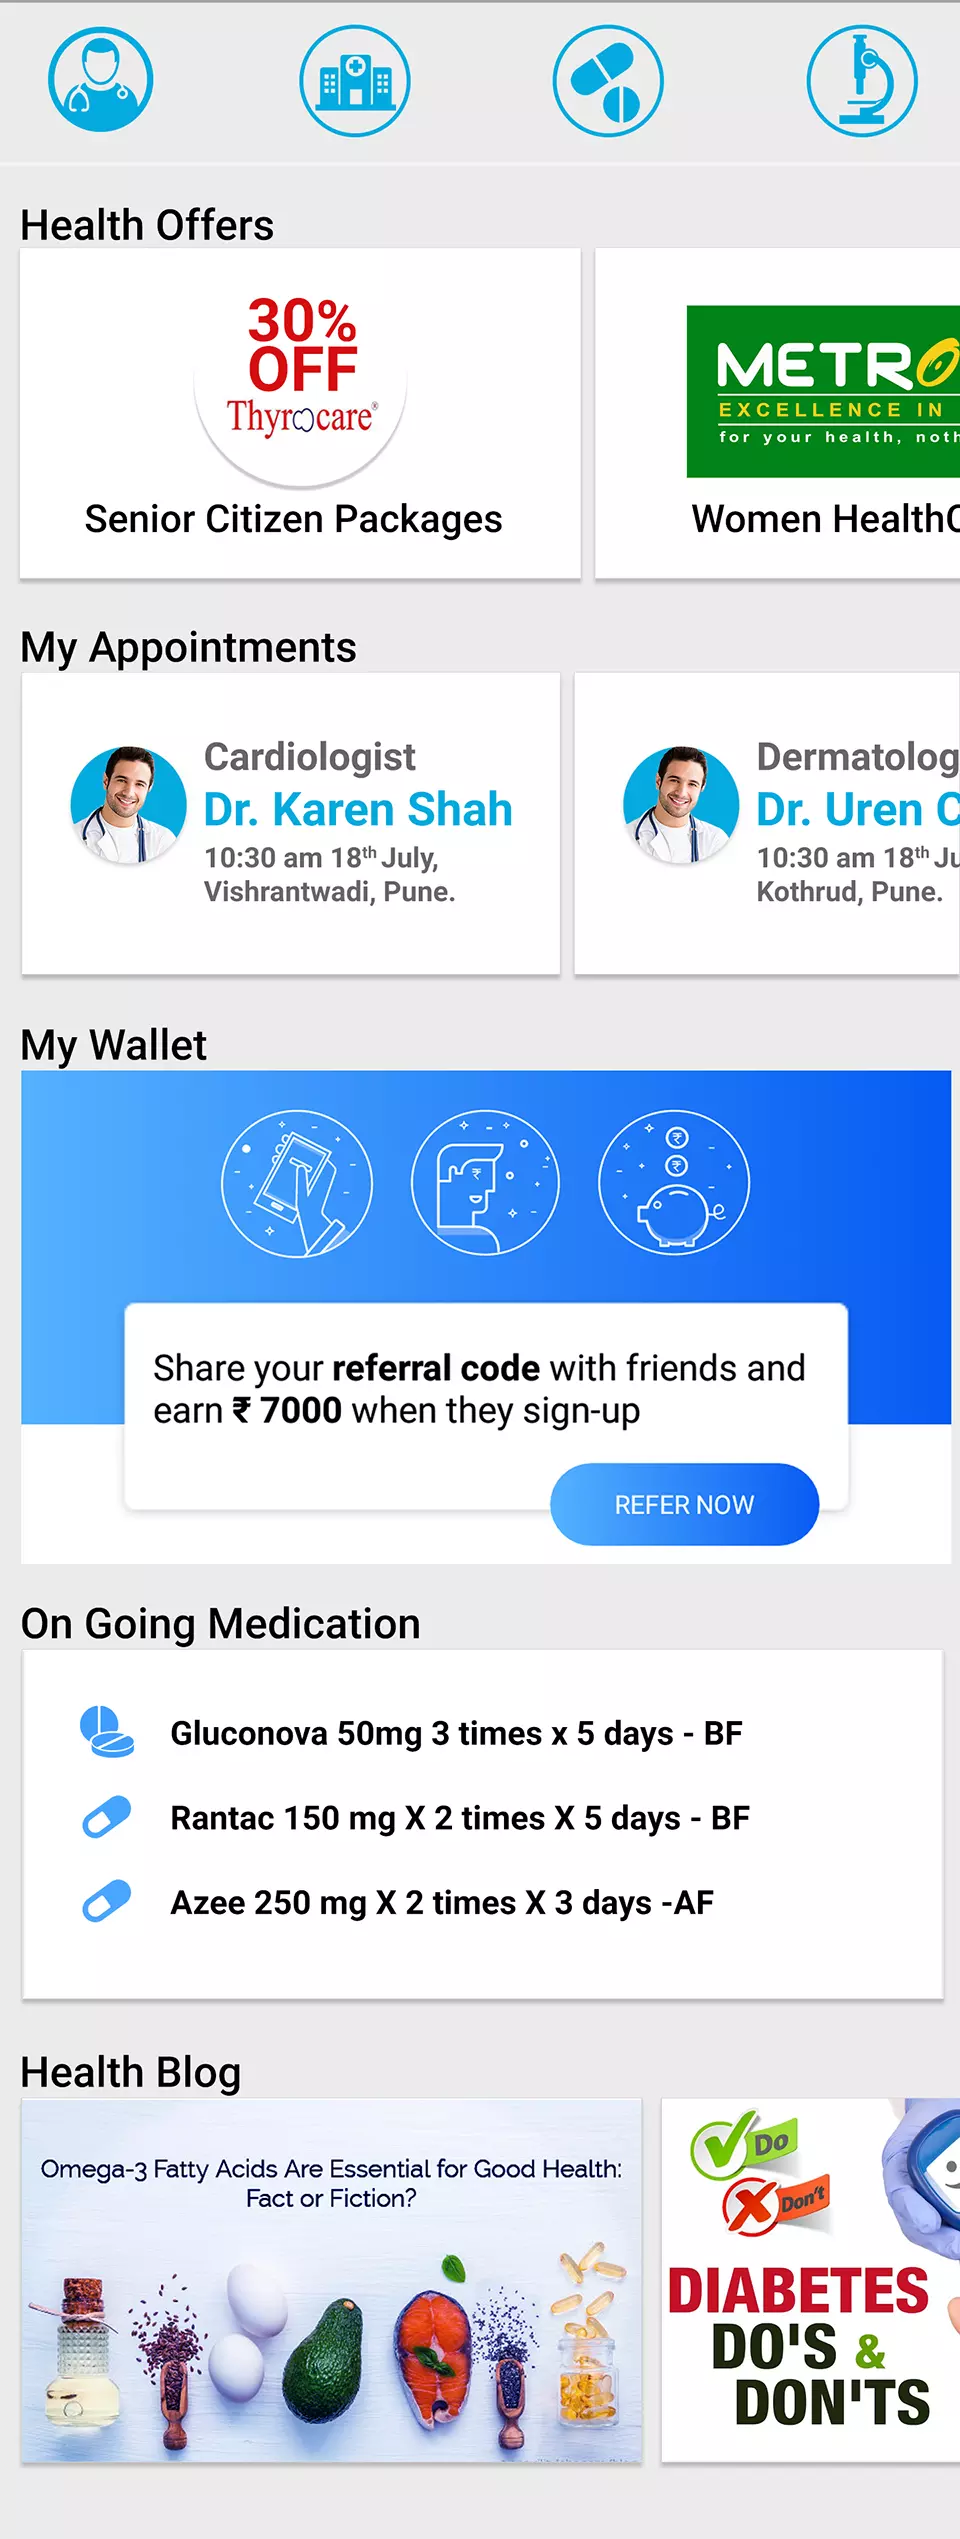 Health Offers
30%
OFF
Thyrocare®
Senior Citizen Packages
METRO
EXCELLENCE IN
for your health, noth
Women HealthC
My Appointments
Cardiologist
Dr. Karen Shah
10:30 am 18th July,
Vishrantwadi, Pune.
Dermatolog
Dr. Uren C
10:30 am 18th Ju
Kothrud, Pune.
My Wallet
₹
₹
₹
Share your referral code with friends and
earn ₹ 7000 when they sign-up
REFER NOW
On Going Medication
Gluconova 50mg 3 times x 5 days - BF
Rantac 150 mg X 2 times X 5 days - BF
Azee 250 mg X 2 times X 3 days -AF
Health Blog
Omega-3 Fatty Acids Are Essential for Good Health:
Fact or Fiction?
Do
Don't
DIABETES
DO'S &
DON'TS